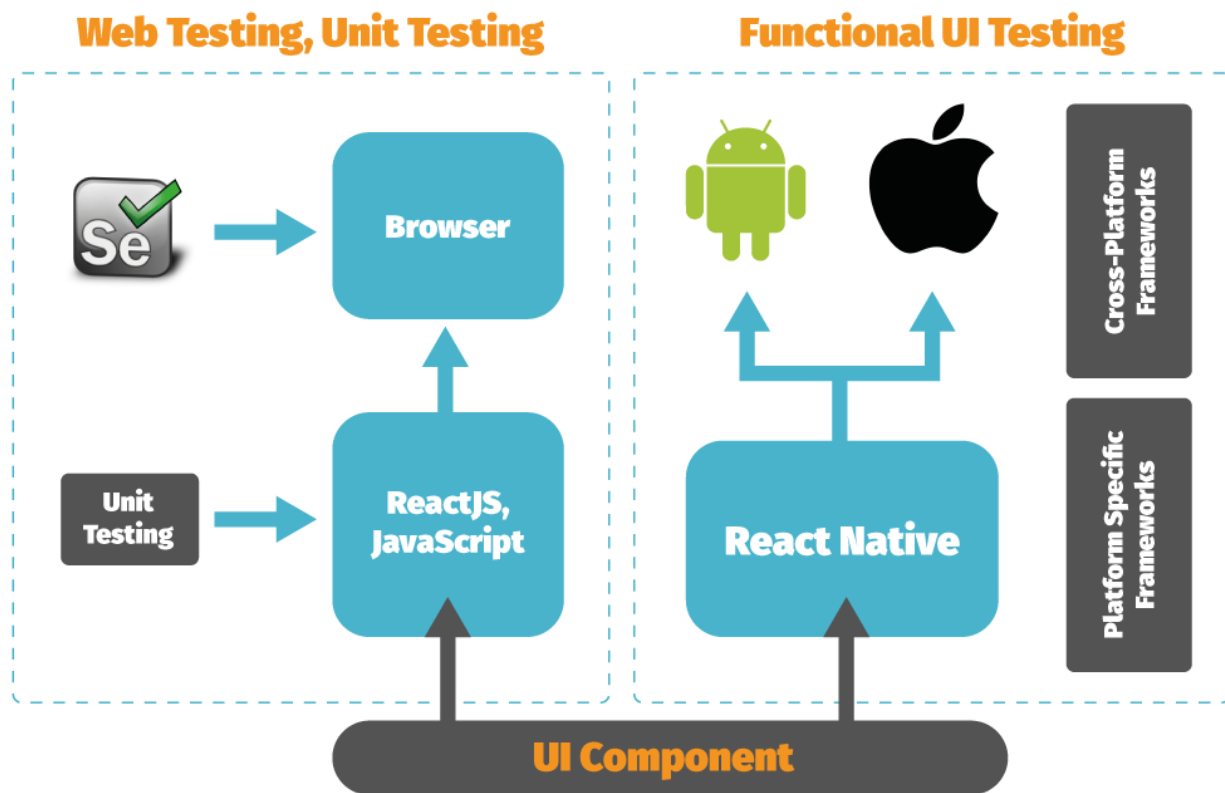 Web Testing, Unit Testing
Functional UI Testing
Se
Browser
Unit
Testing
ReactJS,
JavaScript
React Native
Cross-Platform
Frameworks
Platform Specific
Frameworks
UI Component